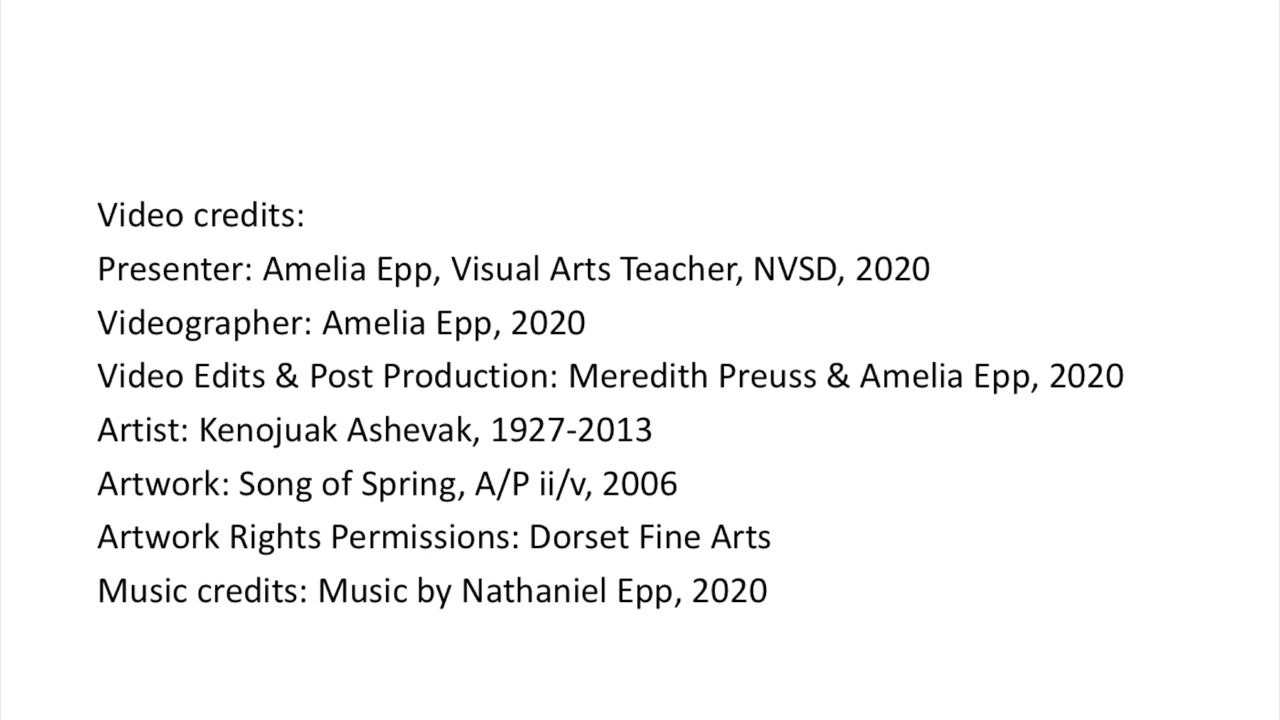 Video credits:
Presenter: Amelia Epp, Visual Arts Teacher, NVSD, 2020
Videographer: Amelia Epp, 2020
Video Edits & Post Production: Meredith Preuss & Amelia Epp, 2020
Artist: Kenojuak Ashevak, 1927-2013
Artwork: Song of Spring, A/P ii/v, 2006
Artwork Rights Permissions: Dorset Fine Arts
Music credits: Music by Nathaniel Epp, 2020